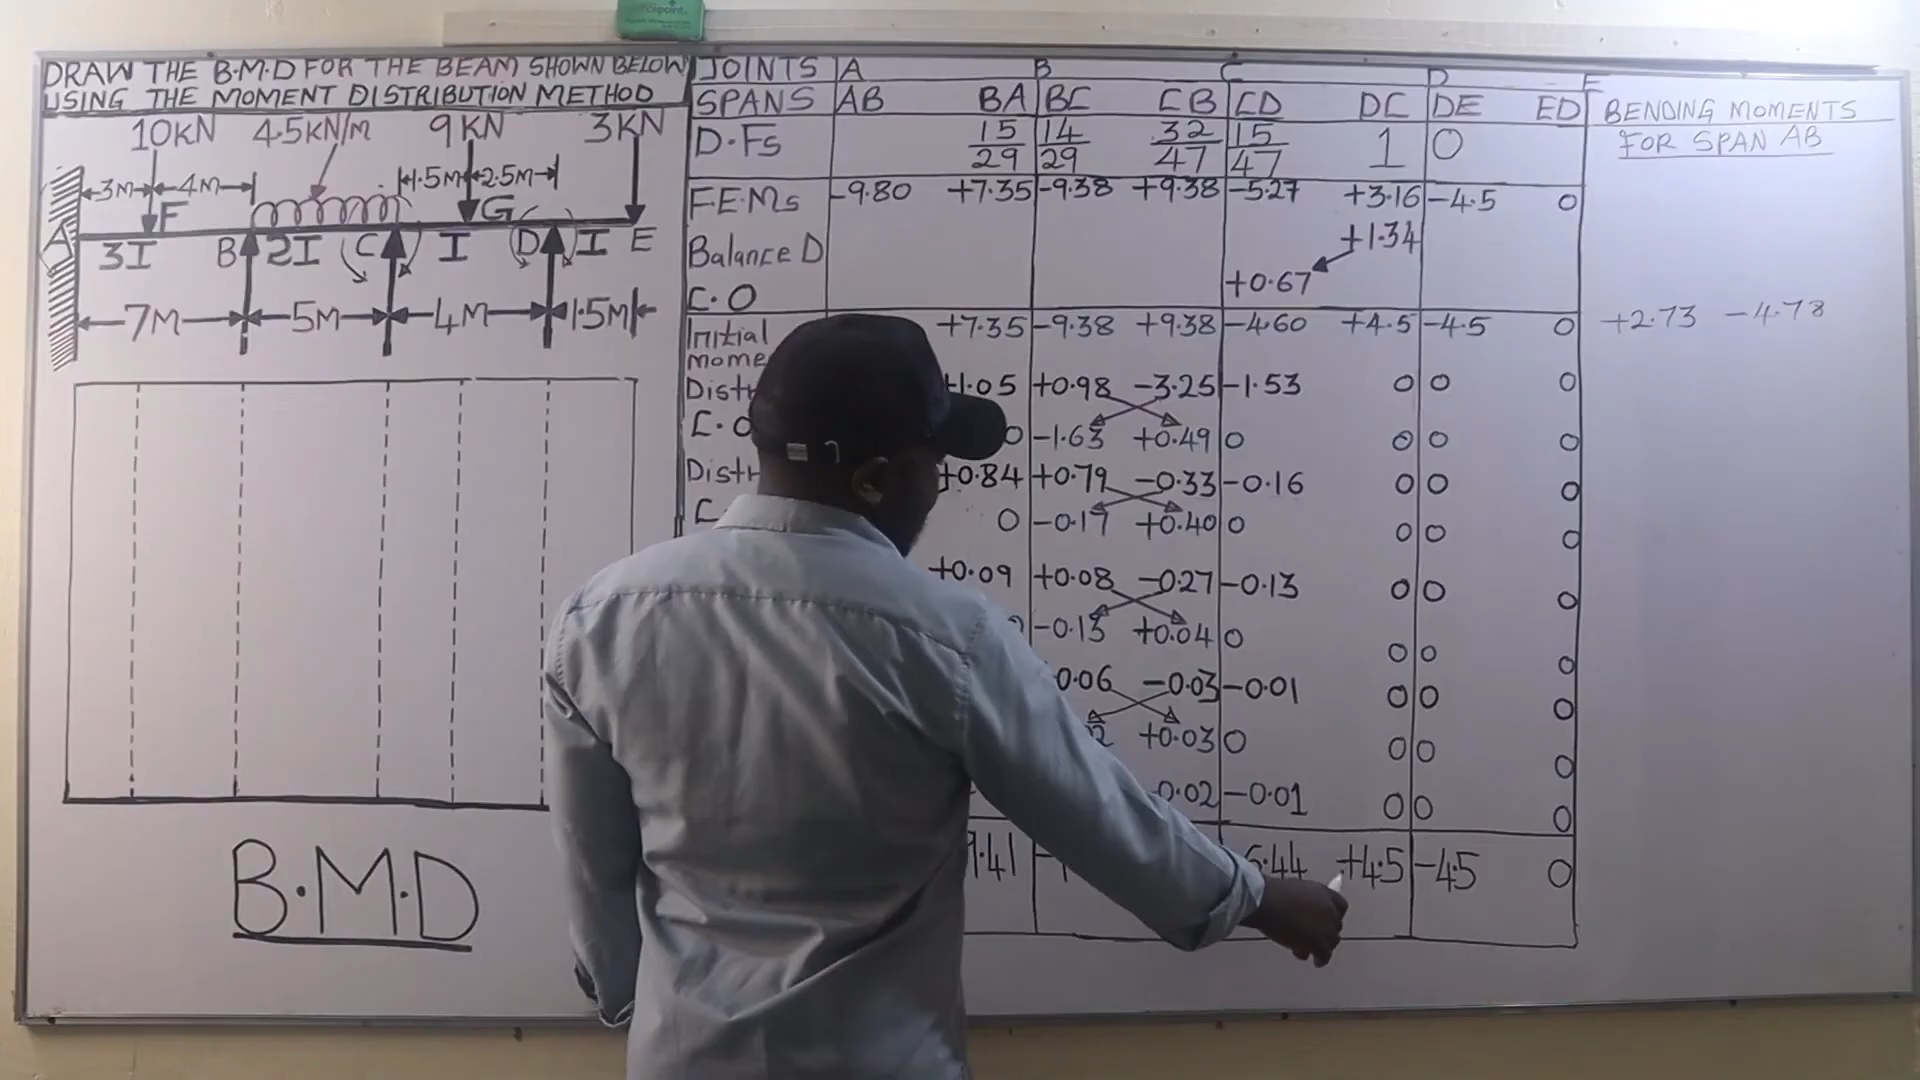 DRAW THE B.M.D FOR THE BEAM SHOWN BELOW
USING THE MOMENT DISTRIBUTION METHOD
10KN 4.5KN/m 9KN 3KN
3M 4M 1.5M 2.5M
F G
A 3I B 2I C I D I E
7M 5M 4M 1.5M
B.M.D
JOINTS A B C D E
SPANS AB BA BC CB CD DC DE ED
D.Fs 15/29 14/29 32/47 15/47 1 0
F.E.Ms -9.80 +7.35 -9.38 +9.38 -5.27 +3.16 -4.5 0
Balance D +1.34
C.O +0.67
Initial +7.35 -9.38 +9.38 -4.60 +4.5 -4.5 0
mome
Dist +1.05 +0.98 -3.25 -1.53 0 0 0
C.O 0 -1.63 +0.49 0 0 0 0
Dist +0.84 +0.79 -0.33 -0.16 0 0 0
C 0 -0.17 +0.40 0 0 0 0
+0.09 +0.08 -0.27 -0.13 0 0 0
-0.13 +0.04 0 0 0 0
0.06 -0.03 -0.01 0 0 0
+0.03 0 0 0 0
0.02 -0.01 0 0 0
9.41 6.44 +4.5 -4.5 0
BENDING MOMENTS
FOR SPAN AB
+2.73 -4.78